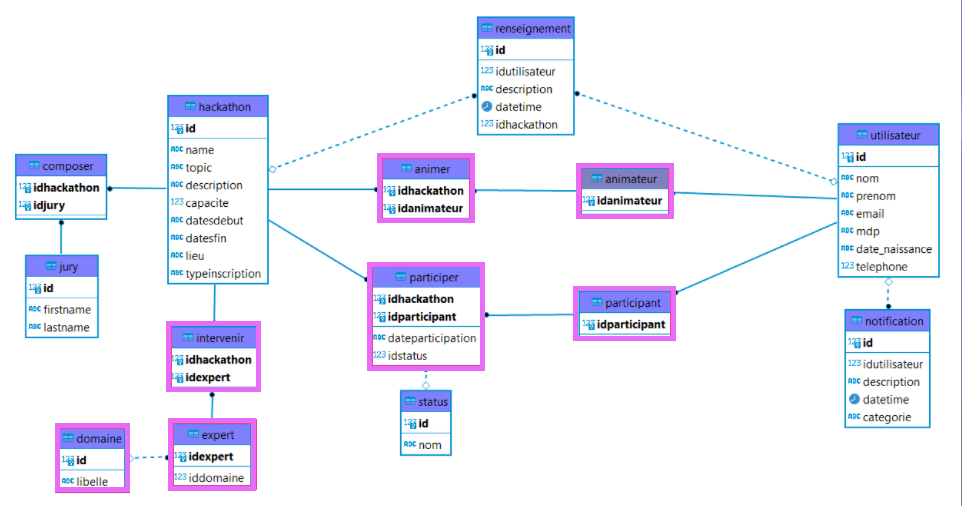 renseignement
id
idutilisateur
description
datetime
idhackathon
hackathon
id
name
topic
description
capacite
datesdebut
datesfin
lieu
typeinscription
utilisateur
id
nom
prenom
email
mdp
date_naissance
telephone
composer
idhackathon
idjury
animer
idhackathon
idanimateur
animateur
idanimateur
jury
id
firstname
lastname
participer
idhackathon
idparticipant
dateparticipation
idstatus
participant
idparticipant
notification
id
idutilisateur
description
datetime
categorie
intervenir
idhackathon
idexpert
status
id
nom
domaine
id
libelle
expert
idexpert
iddomaine